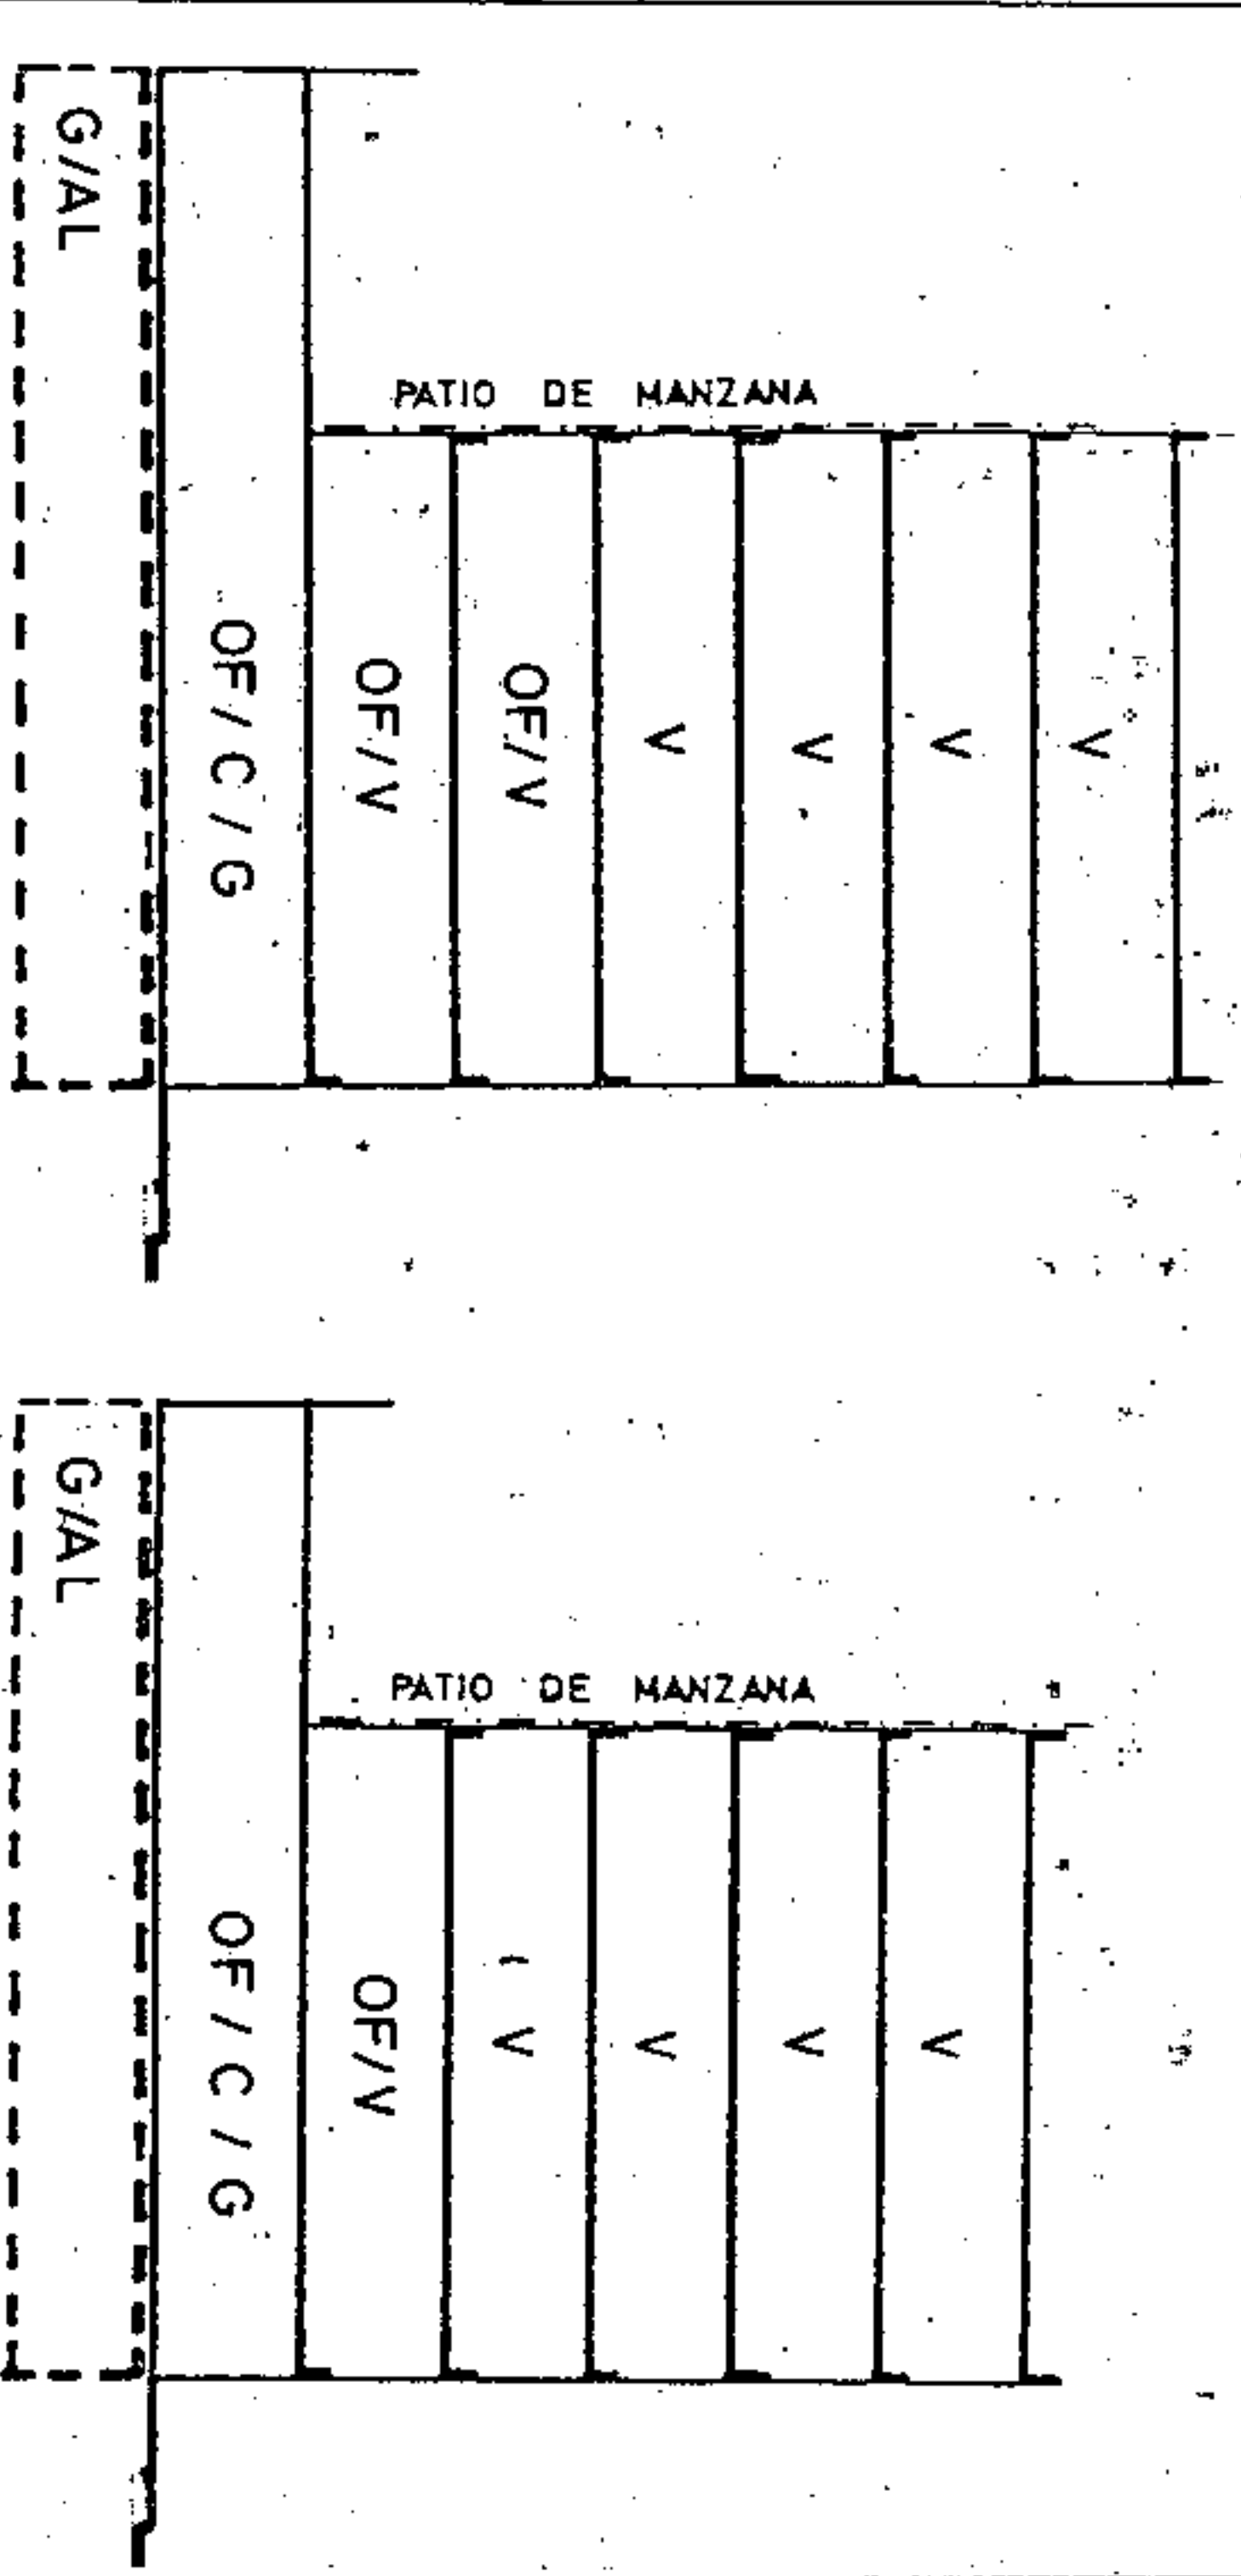 PATIO DE MANZANA
V
V
V
V
OF/V
OF/V
OF/C/G
G/AL
PATIO DE MANZANA
V
V
V
V
OF/V
OF/C/G
G/AL